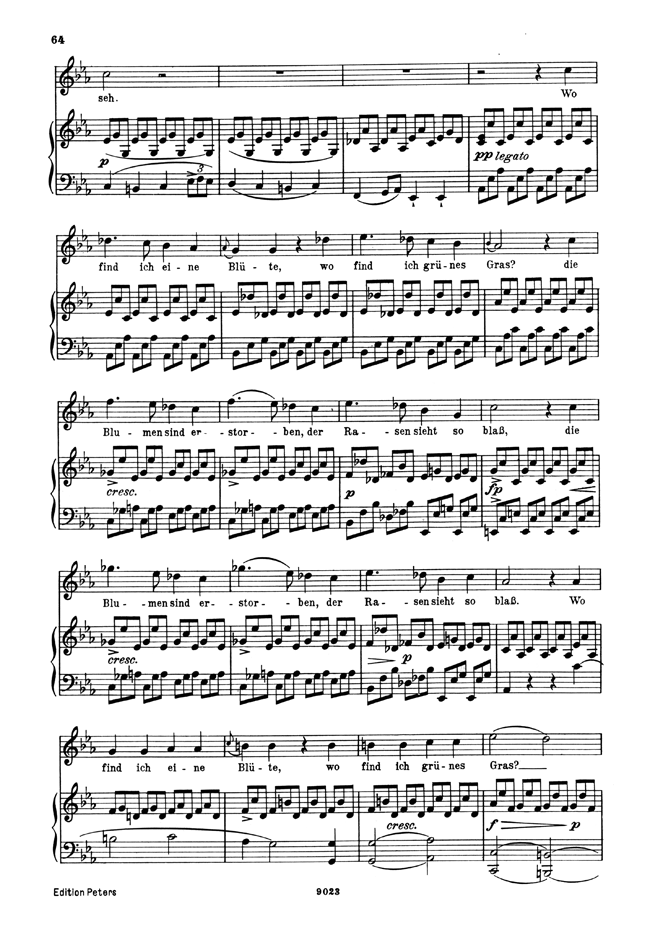 64
seh. Wo
p 3 pp legato
find ich ei - ne Blü - te, wo find ich grü - nes Gras? die
Blu - men sind er - stor - ben, der Ra - sen sieht so blaß, die
cresc. p fp
Blu - men sind er - stor - ben, der Ra - sen sieht so blaß. Wo
cresc. p
find ich ei - ne Blü - te, wo find ich grü - nes Gras?
cresc. f p
Edition Peters 9023